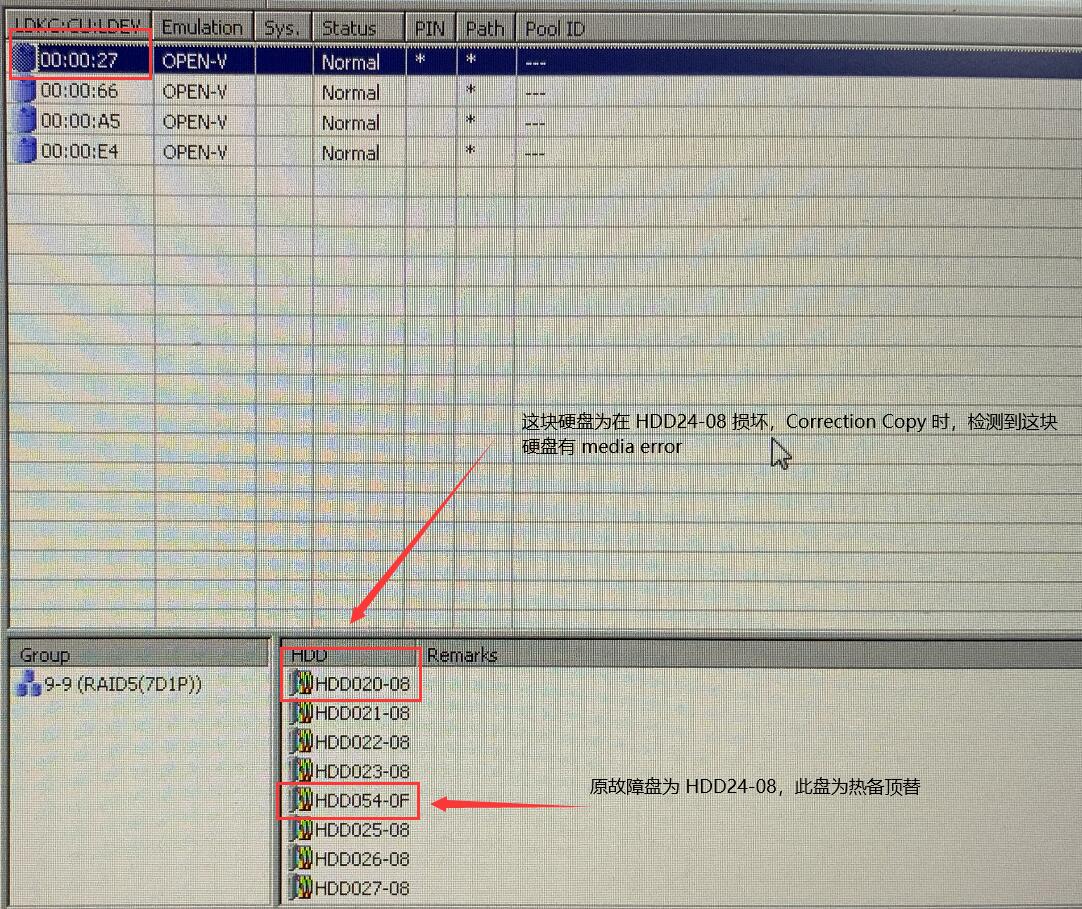 LDKC:CU:LDEV Emulation Sys. Status PIN Path Pool ID
00:00:27 OPEN-V Normal * * ---
00:00:66 OPEN-V Normal * ---
00:00:A5 OPEN-V Normal * ---
00:00:E4 OPEN-V Normal * ---
这块硬盘为在 HDD24-08 损坏，Correction Copy 时，检测到这块
硬盘有 media error
Group
9-9 (RAID5(7D1P))
HDD Remarks
HDD020-08
HDD021-08
HDD022-08
HDD023-08
HDD054-0F
原故障盘为 HDD24-08，此盘为热备顶替
HDD025-08
HDD026-08
HDD027-08